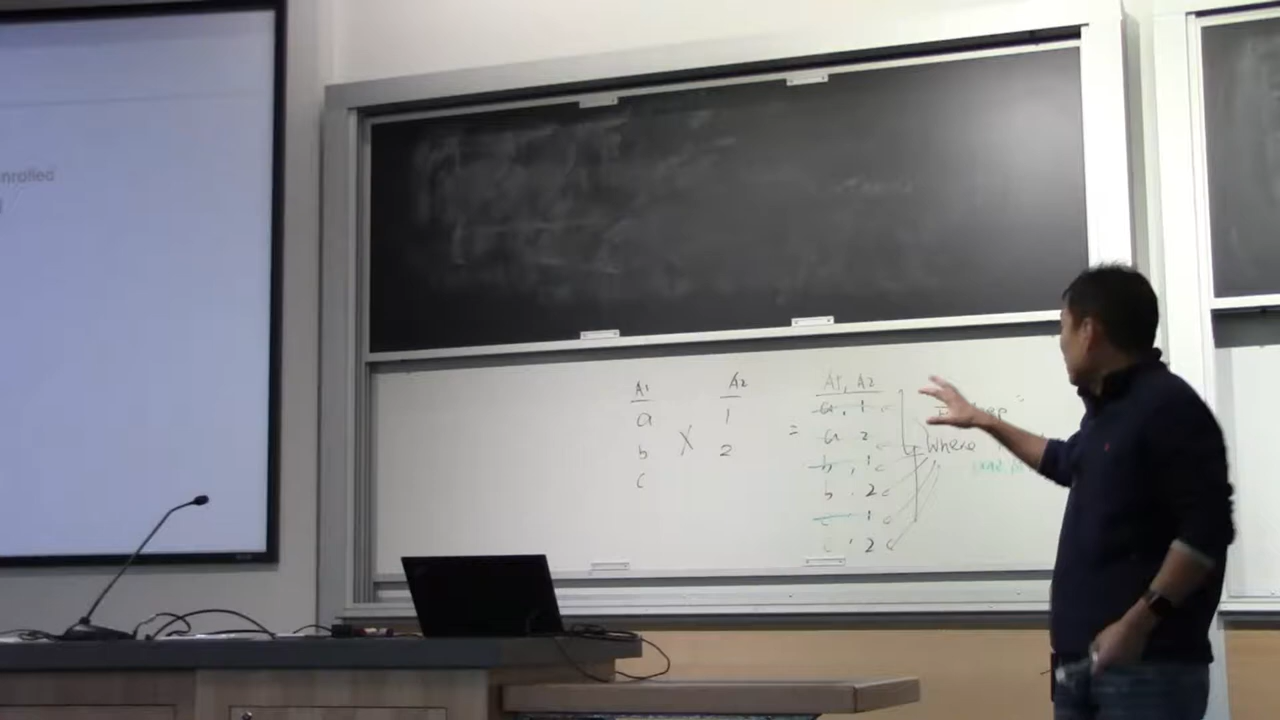 nrolled
A1
a
b
c
X
A2
1
2
=
A1, A2
a, 1
a 2
b, 1
b . 2
c 1
c . 2
Where